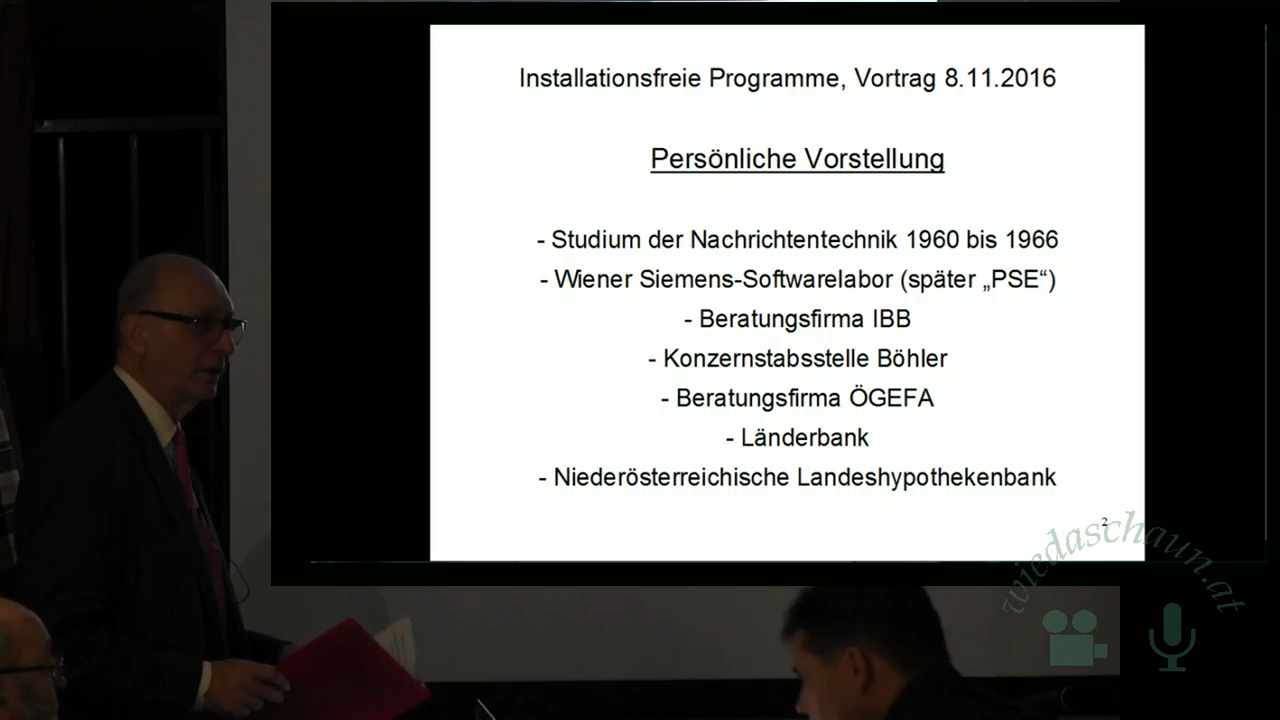 Installationsfreie Programme, Vortrag 8.11.2016
Persönliche Vorstellung
- Studium der Nachrichtentechnik 1960 bis 1966
- Wiener Siemens-Softwarelabor (später „PSE“)
- Beratungsfirma IBB
- Konzernstabsstelle Böhler
- Beratungsfirma ÖGEFA
- Länderbank
- Niederösterreichische Landeshypothekenbank
2
wiedaschaun.at